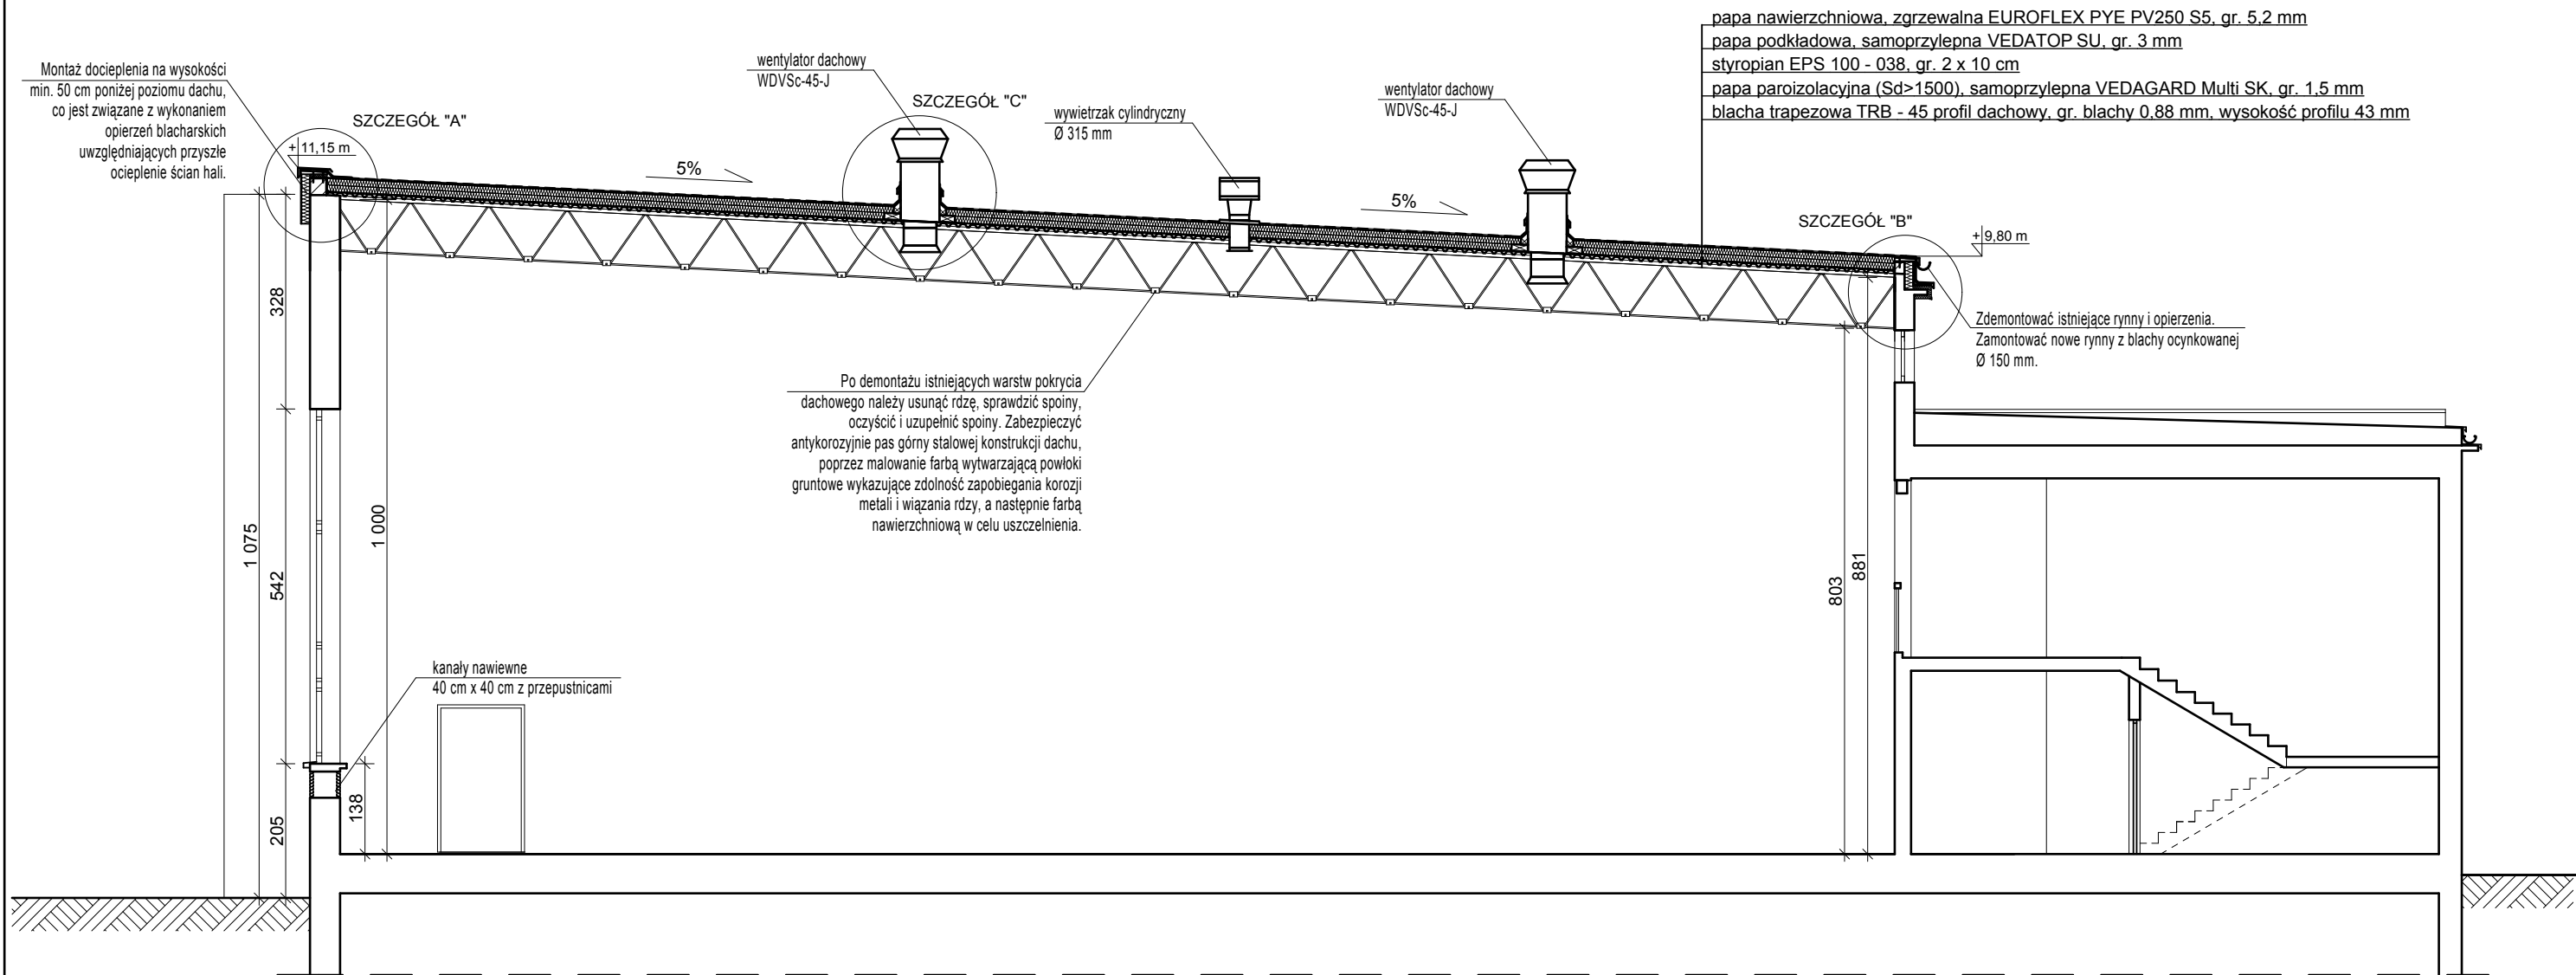 papa nawierzchniowa, zgrzewalna EUROFLEX PYE PV250 S5, gr. 5,2 mm
papa podkładowa, samoprzylepna VEDATOP SU, gr. 3 mm
styropian EPS 100 - 038, gr. 2 x 10 cm
papa paroizolacyjna (Sd>1500), samoprzylepna VEDAGARD Multi SK, gr. 1,5 mm
blacha trapezowa TRB - 45 profil dachowy, gr. blachy 0,88 mm, wysokość profilu 43 mm
Montaż docieplenia na wysokości
min. 50 cm poniżej poziomu dachu,
co jest związane z wykonaniem
opierzeń blacharskich
uwzględniających przyszłe
ocieplenie ścian hali.
SZCZEGÓŁ "A"
+ 11,15 m
5%
wentylator dachowy
WDVSc-45-J
SZCZEGÓŁ "C"
wywietrzak cylindryczny
Ø 315 mm
wentylator dachowy
WDVSc-45-J
5%
SZCZEGÓŁ "B"
+ 9,80 m
Zdemontować istniejące rynny i opierzenia.
Zamontować nowe rynny z blachy ocynkowanej
Ø 150 mm.
Po demontażu istniejących warstw pokrycia
dachowego należy usunąć rdzę, sprawdzić spoiny,
oczyścić i uzupełnić spoiny. Zabezpieczyć
antykorozyjnie pas górny stalowej konstrukcji dachu,
poprzez malowanie farbą wytwarzającą powłoki
gruntowe wykazujące zdolność zapobiegania korozji
metali i wiązania rdzy, a następnie farbą
nawierzchniową w celu uszczelnienia.
328
1 075
542
1 000
205
138
803
881
kanały nawiewne
40 cm x 40 cm z przepustnicami